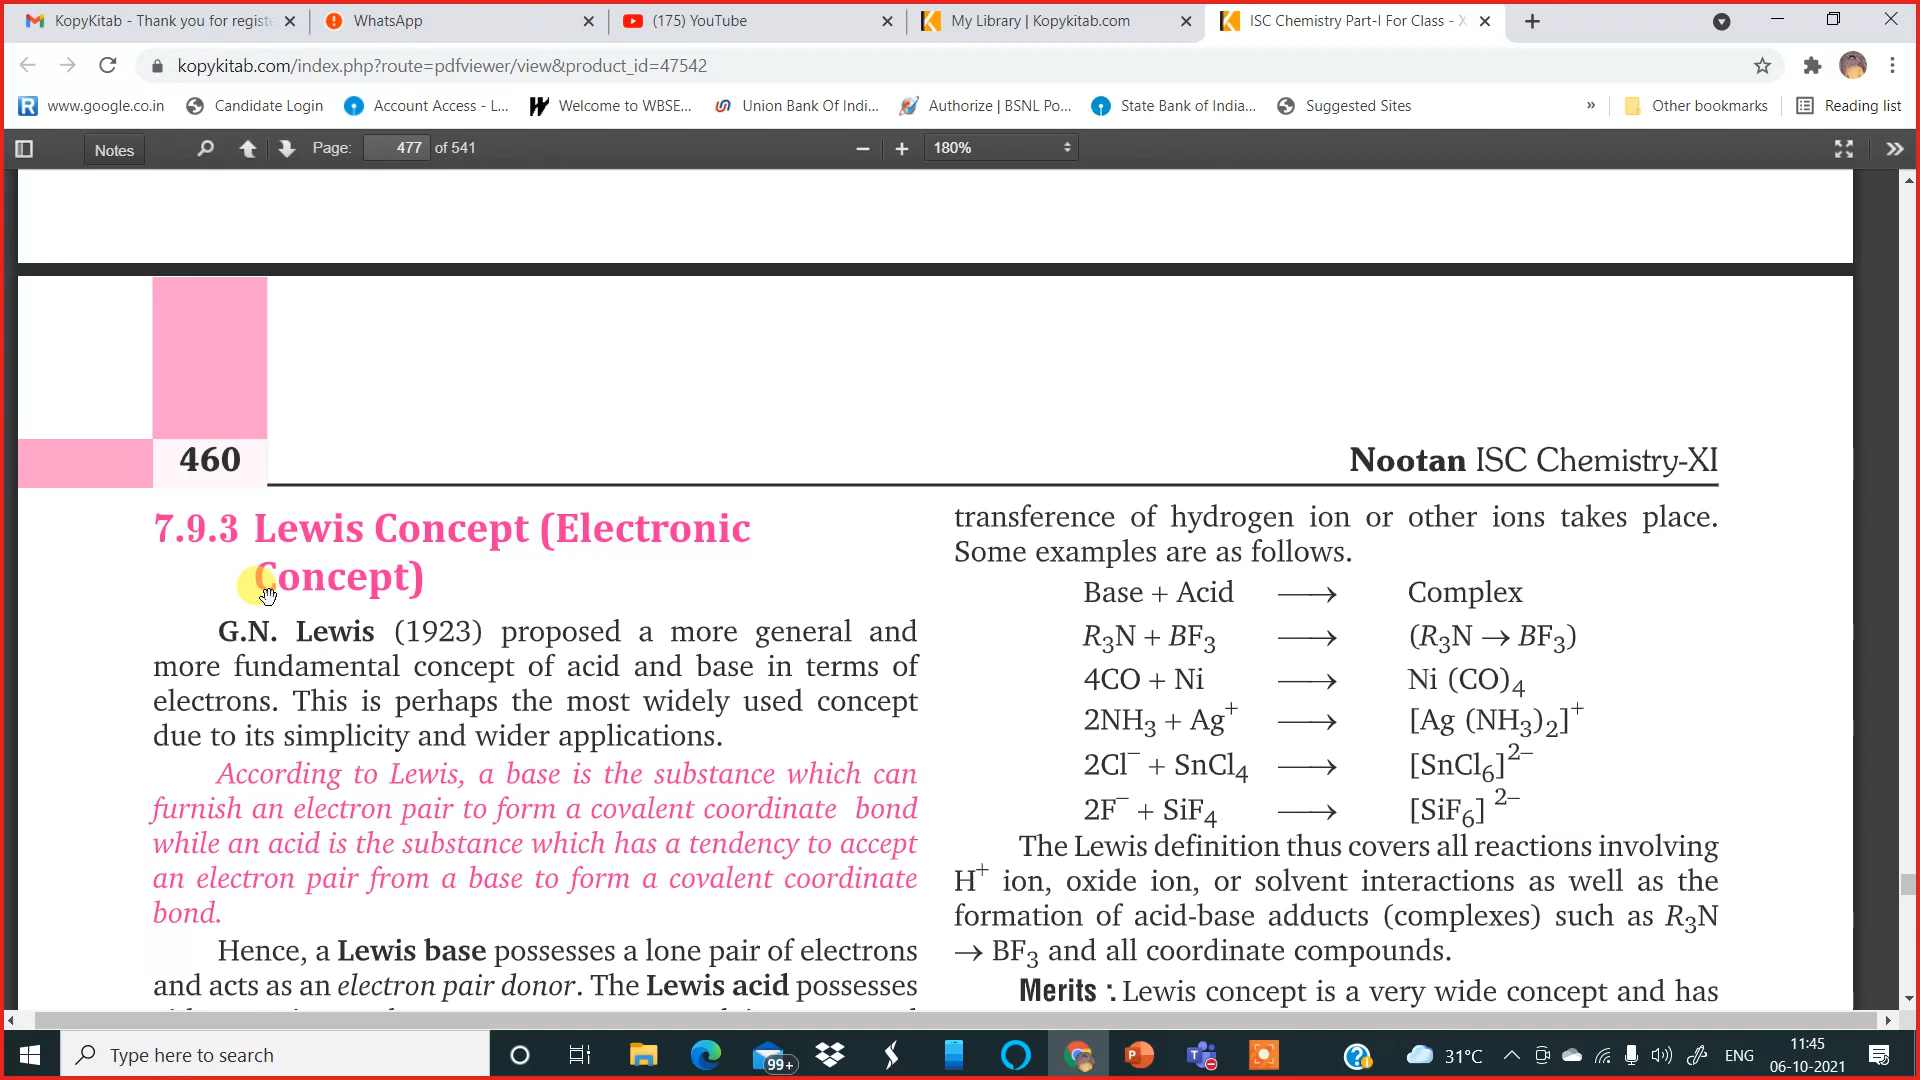 KopyKitab - Thank you for registe
WhatsApp
(175) YouTube
My Library | Kopykitab.com
ISC Chemistry Part-I For Class - X
kopykitab.com/index.php?route=pdfviewer/view&product_id=47542
www.google.co.in
Candidate Login
Account Access - L...
Welcome to WBSE...
Union Bank Of Indi...
Authorize | BSNL Po...
State Bank of India...
Suggested Sites
»
Other bookmarks
Reading list
Notes
Page: 477 of 541
180%
460
Nootan ISC Chemistry-XI
7.9.3 Lewis Concept (Electronic
Concept)
G.N. Lewis (1923) proposed a more general and
more fundamental concept of acid and base in terms of
electrons. This is perhaps the most widely used concept
due to its simplicity and wider applications.
According to Lewis, a base is the substance which can
furnish an electron pair to form a covalent coordinate bond
while an acid is the substance which has a tendency to accept
an electron pair from a base to form a covalent coordinate
bond.
Hence, a Lewis base possesses a lone pair of electrons
and acts as an electron pair donor. The Lewis acid possesses
transference of hydrogen ion or other ions takes place.
Some examples are as follows.
Base + Acid ⟶ Complex
R₃N + BF₃ ⟶ (R₃N → BF₃)
4CO + Ni ⟶ Ni (CO)₄
2NH₃ + Ag⁺ ⟶ [Ag (NH₃)₂]⁺
2Cl⁻ + SnCl₄ ⟶ [SnCl₆]²⁻
2F⁻ + SiF₄ ⟶ [SiF₆] ²⁻
The Lewis definition thus covers all reactions involving
H⁺ ion, oxide ion, or solvent interactions as well as the
formation of acid-base adducts (complexes) such as R₃N
→ BF₃ and all coordinate compounds.
Merits : Lewis concept is a very wide concept and has
Type here to search
99+
31°C
ENG
11:45
06-10-2021